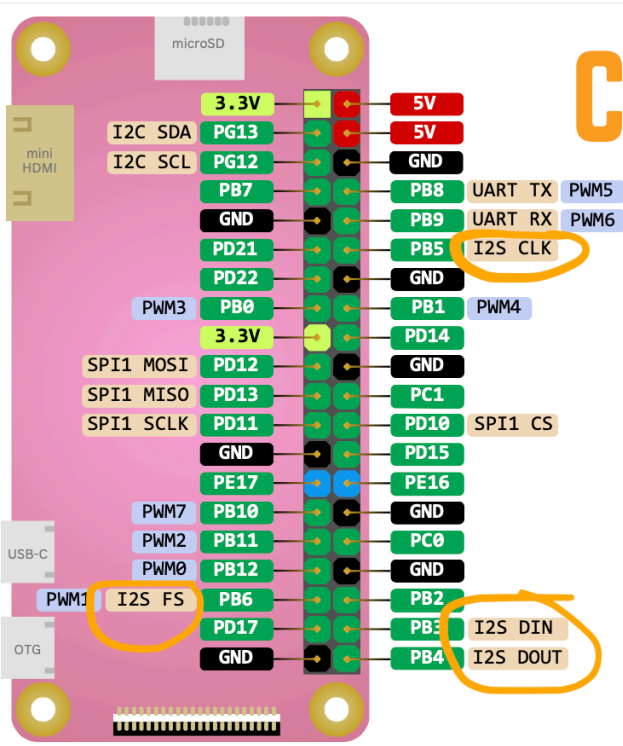 microSD
C
3.3V 5V
I2C SDA PG13 5V
mini
HDMI
I2C SCL PG12 GND
PB7 PB8 UART TX PWM5
GND PB9 UART RX PWM6
PD21 PB5 I2S CLK
PD22 GND
PWM3 PB0 PB1 PWM4
3.3V PD14
SPI1 MOSI PD12 GND
SPI1 MISO PD13 PC1
SPI1 SCLK PD11 PD10 SPI1 CS
GND PD15
PE17 PE16
PWM7 PB10 GND
PWM2 PB11 PC0
USB-C
PWM0 PB12 GND
PWM1 I2S FS PB6 PB2
PD17 PB3 I2S DIN
OTG
GND PB4 I2S DOUT